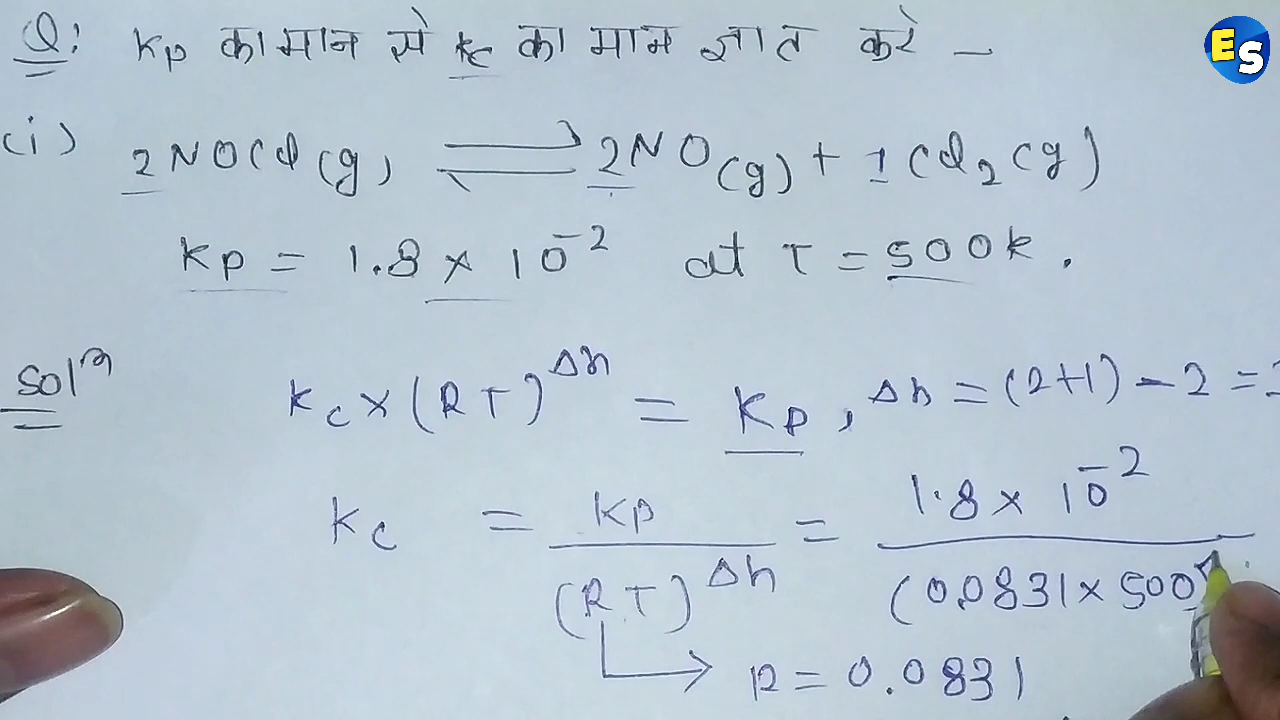 Q: Kp का मान से Kc का मान ज्ञात करे –
ES
(i) 2NOCl(g) ⇌ 2NO(g) + 1Cl₂(g)
Kp = 1.8 × 10⁻² at T = 500k.
Solⁿ Kc × (RT)^Δn = Kp, Δn = (2+1) – 2 =
Kc = Kp / (RT)^Δn = 1.8 × 10⁻² / (0.0831 × 500)
R = 0.0831